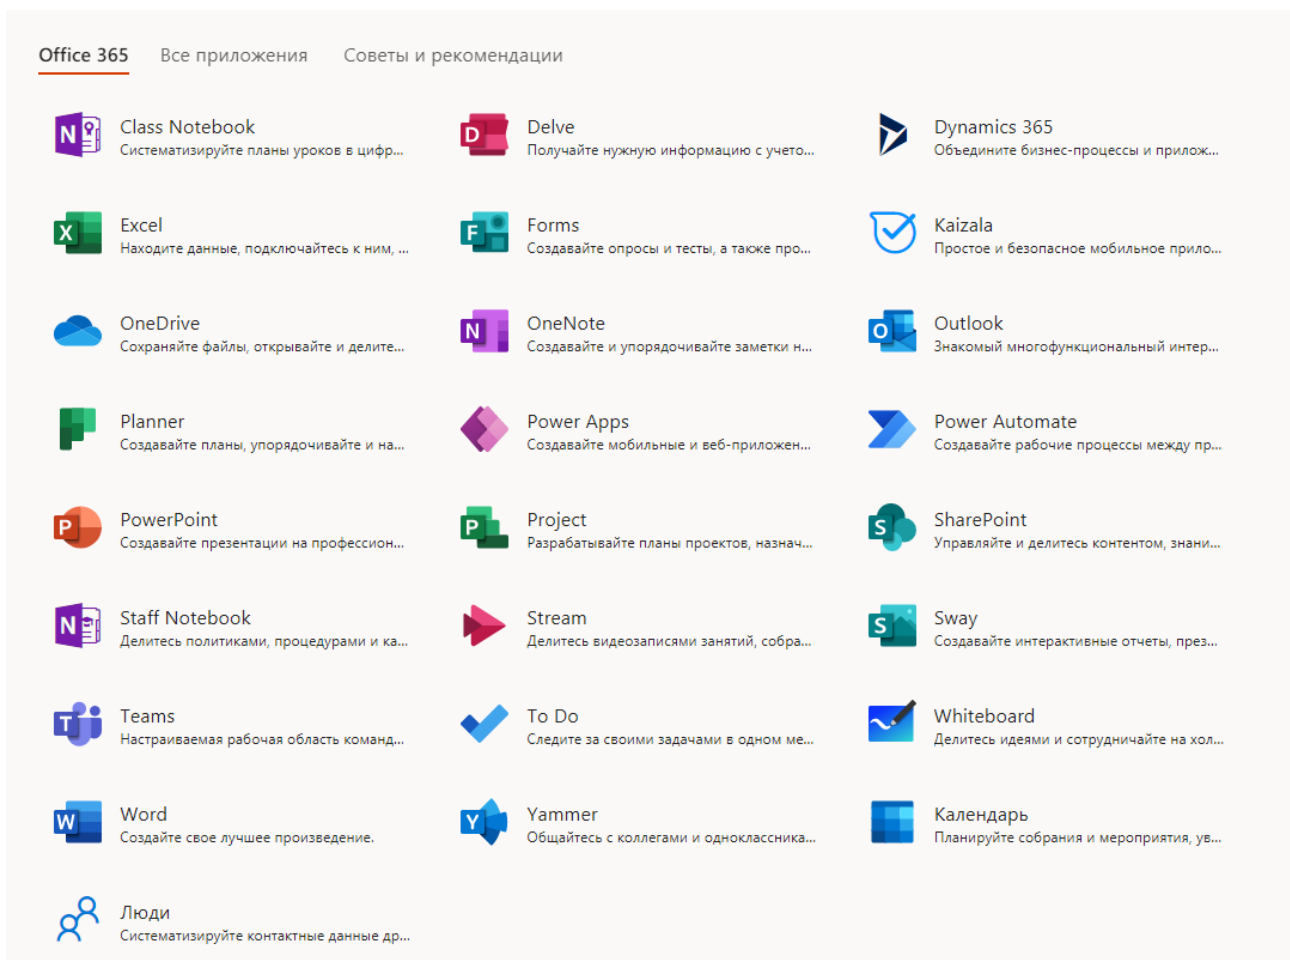 Office 365 Все приложения Советы и рекомендации
Class Notebook
Систематизируйте планы уроков в цифр...
Delve
Получайте нужную информацию с учето...
Dynamics 365
Объедините бизнес-процессы и прилож...
Excel
Находите данные, подключайтесь к ним, ...
Forms
Создавайте опросы и тесты, а также про...
Kaizala
Простое и безопасное мобильное прило...
OneDrive
Сохраняйте файлы, открывайте и делите...
OneNote
Создавайте и упорядочивайте заметки н...
Outlook
Знакомый многофункциональный интер...
Planner
Создавайте планы, упорядочивайте и на...
Power Apps
Создавайте мобильные и веб-приложен...
Power Automate
Создавайте рабочие процессы между пр...
PowerPoint
Создавайте презентации на профессион...
Project
Разрабатывайте планы проектов, назнач...
SharePoint
Управляйте и делитесь контентом, знани...
Staff Notebook
Делитесь политиками, процедурами и ка...
Stream
Делитесь видеозаписями занятий, собра...
Sway
Создавайте интерактивные отчеты, през...
Teams
Настраиваемая рабочая область команд...
To Do
Следите за своими задачами в одном ме...
Whiteboard
Делитесь идеями и сотрудничайте на хол...
Word
Создайте свое лучшее произведение.
Yammer
Общайтесь с коллегами и одноклассника...
Календарь
Планируйте собрания и мероприятия, ув...
Люди
Систематизируйте контактные данные др...